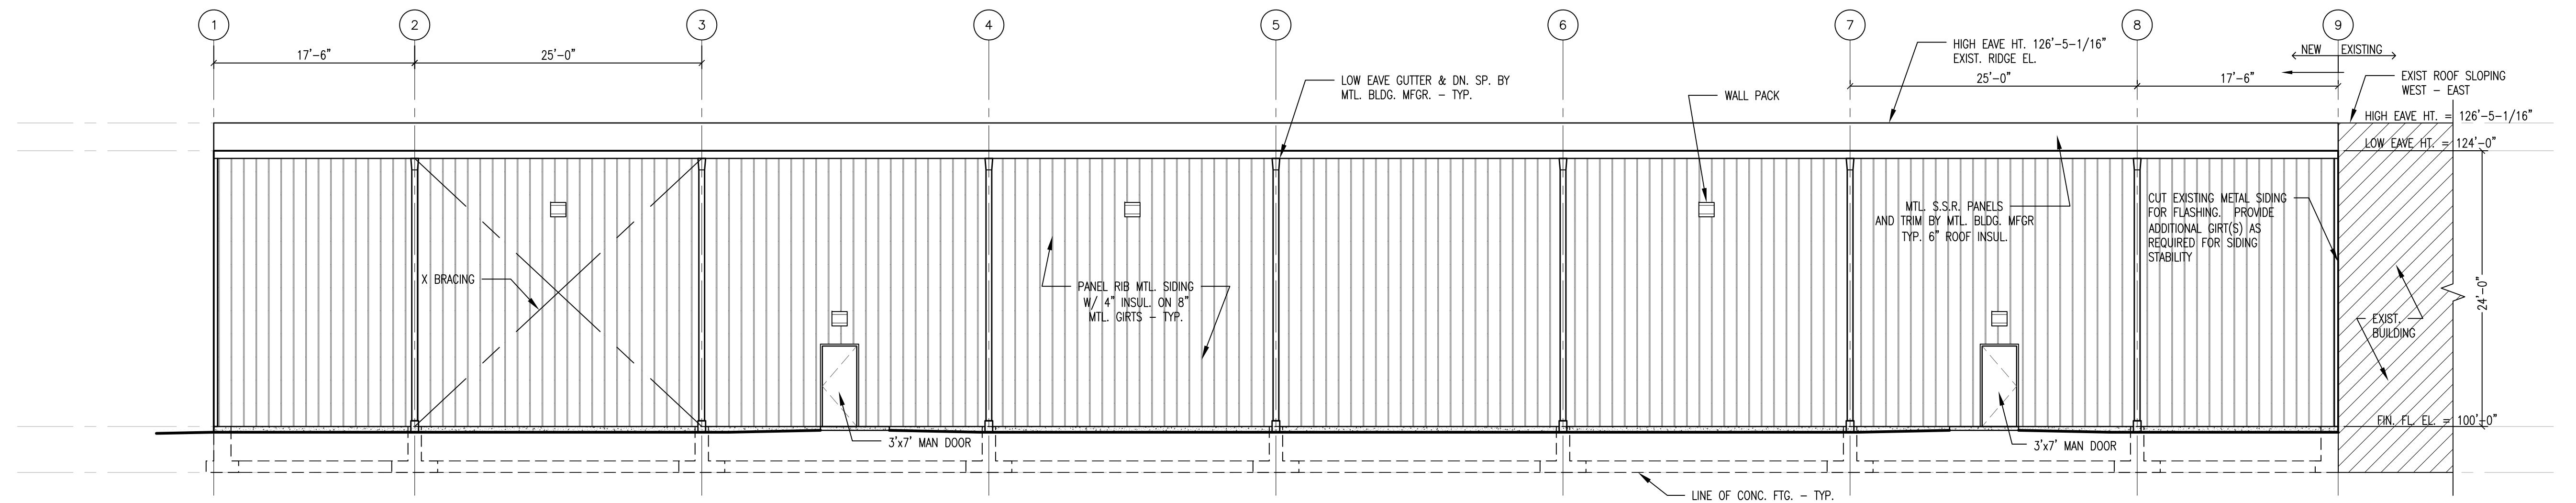 1
2
3
4
5
6
7
8
9
17'-6"
25'-0"
LOW EAVE GUTTER & DN. SP. BY
MTL. BLDG. MFGR. - TYP.
WALL PACK
HIGH EAVE HT. 126'-5-1/16"
EXIST. RIDGE EL.
25'-0"
17'-6"
NEW
EXISTING
EXIST ROOF SLOPING
WEST - EAST
HIGH EAVE HT. = 126'-5-1/16"
LOW EAVE HT. = 124'-0"
X BRACING
PANEL RIB MTL. SIDING
W/ 4" INSUL. ON 8"
MTL. GIRTS - TYP.
MTL. S.S.R. PANELS
AND TRIM BY MTL. BLDG. MFGR
TYP. 6" ROOF INSUL.
CUT EXISTING METAL SIDING
FOR FLASHING. PROVIDE
ADDITIONAL GIRT(S) AS
REQUIRED FOR SIDING
STABILITY
24'-0"
EXIST.
BUILDING
FIN. FL. EL. = 100'-0"
3'x7' MAN DOOR
3'x7' MAN DOOR
LINE OF CONC. FTG. - TYP.